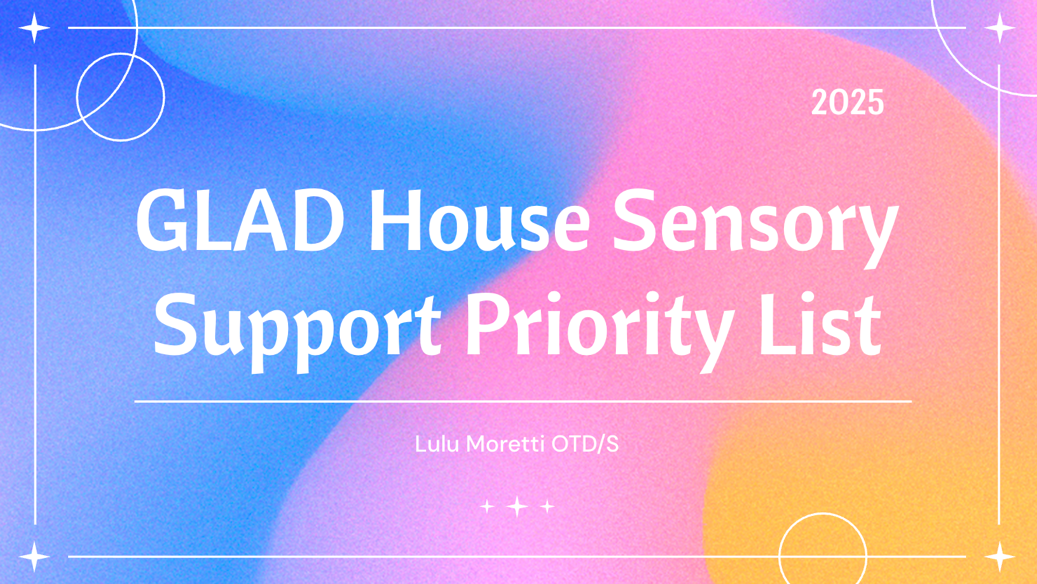 2025
GLAD House Sensory
Support Priority List
Lulu Moretti OTD/S